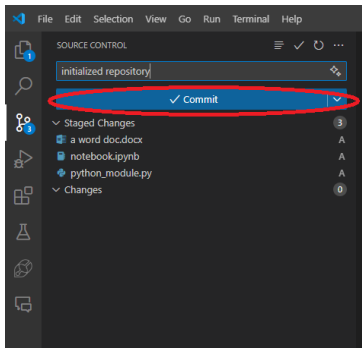 File Edit Selection View Go Run Terminal Help
SOURCE CONTROL
initialized repository
Commit
Staged Changes 3
a word doc.docx A
notebook.ipynb A
python_module.py A
Changes 0
1
3